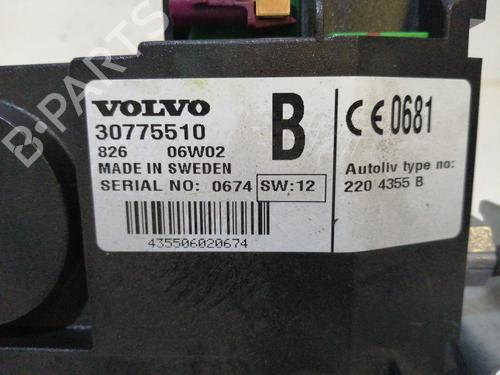 VOLVO
30775510
826 06W02
MADE IN SWEDEN
SERIAL NO: 0674 SW:12
435506020674
B
CE 0681
Autoliv type no:
220 4355 B
B-PARTS